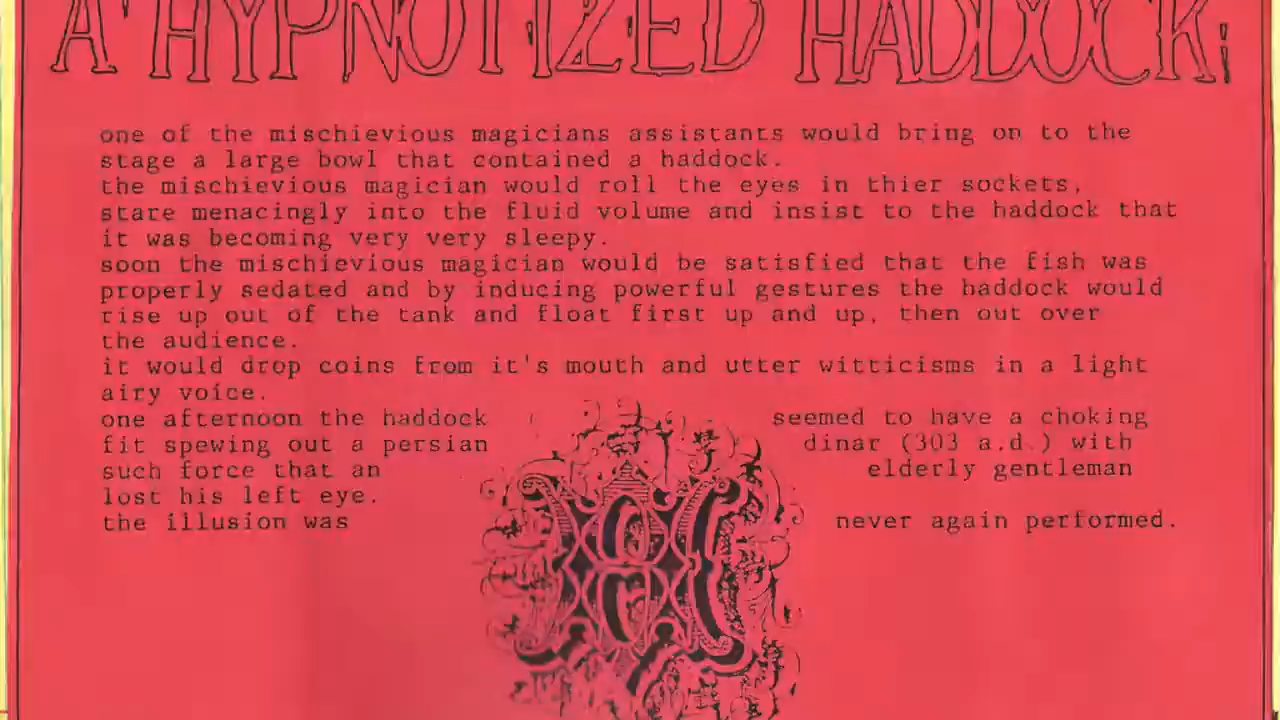 A HYPNOTIZED HADDOCK;
one of the mischievious magicians assistants would bring on to the
stage a large bowl that contained a haddock.
the mischievious magician would roll the eyes in thier sockets,
stare menacingly into the fluid volume and insist to the haddock that
it was becoming very very sleepy.
soon the mischievious magician would be satisfied that the fish was
properly sedated and by inducing powerful gestures the haddock would
rise up out of the tank and float first up and up, then out over
the audience.
it would drop coins from it's mouth and utter witticisms in a light
airy voice.
one afternoon the haddock seemed to have a choking
fit spewing out a persian dinar (303 a.d.) with
such force that an elderly gentleman
lost his left eye.
the illusion was never again performed.